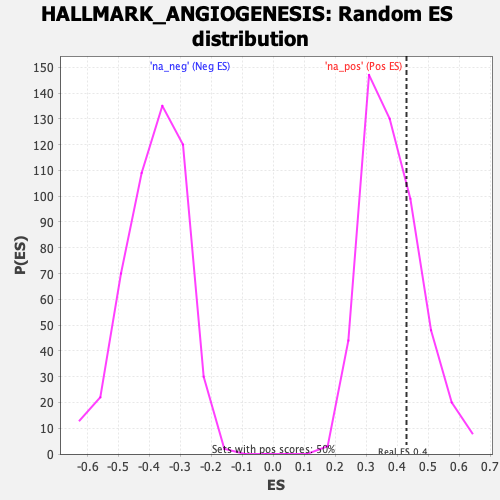 HALLMARK_ANGIOGENESIS: Random ES
distribution
'na_neg' (Neg ES)
'na_pos' (Pos ES)
150
140
130
120
110
100
90
80
70
60
50
40
30
20
10
0
P(ES)
Sets with pos scores: 50%
Real ES 0.4
-0.6 -0.5 -0.4 -0.3 -0.2 -0.1 0.0 0.1 0.2 0.3 0.4 0.5 0.6 0.7
ES